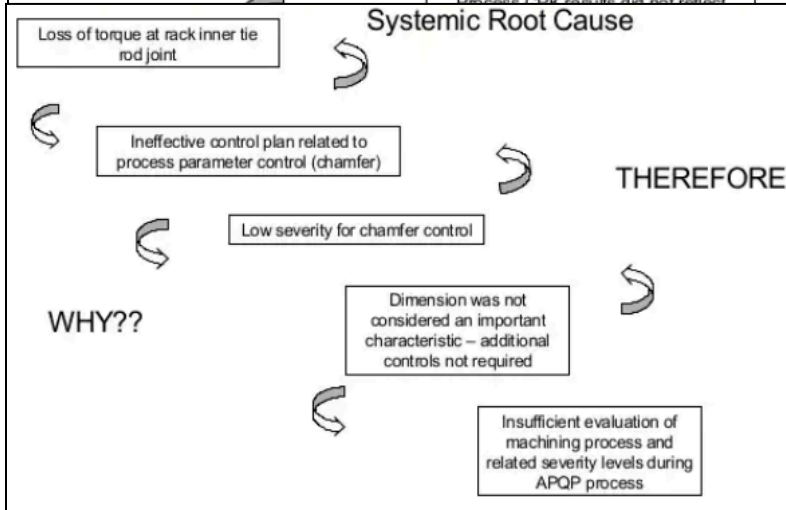 Systemic Root Cause
Loss of torque at rack inner tie
rod joint
Ineffective control plan related to
process parameter control (chamfer)
THEREFORE
Low severity for chamfer control
WHY??
Dimension was not
considered an important
characteristic – additional
controls not required
Insufficient evaluation of
machining process and
related severity levels during
APQP process